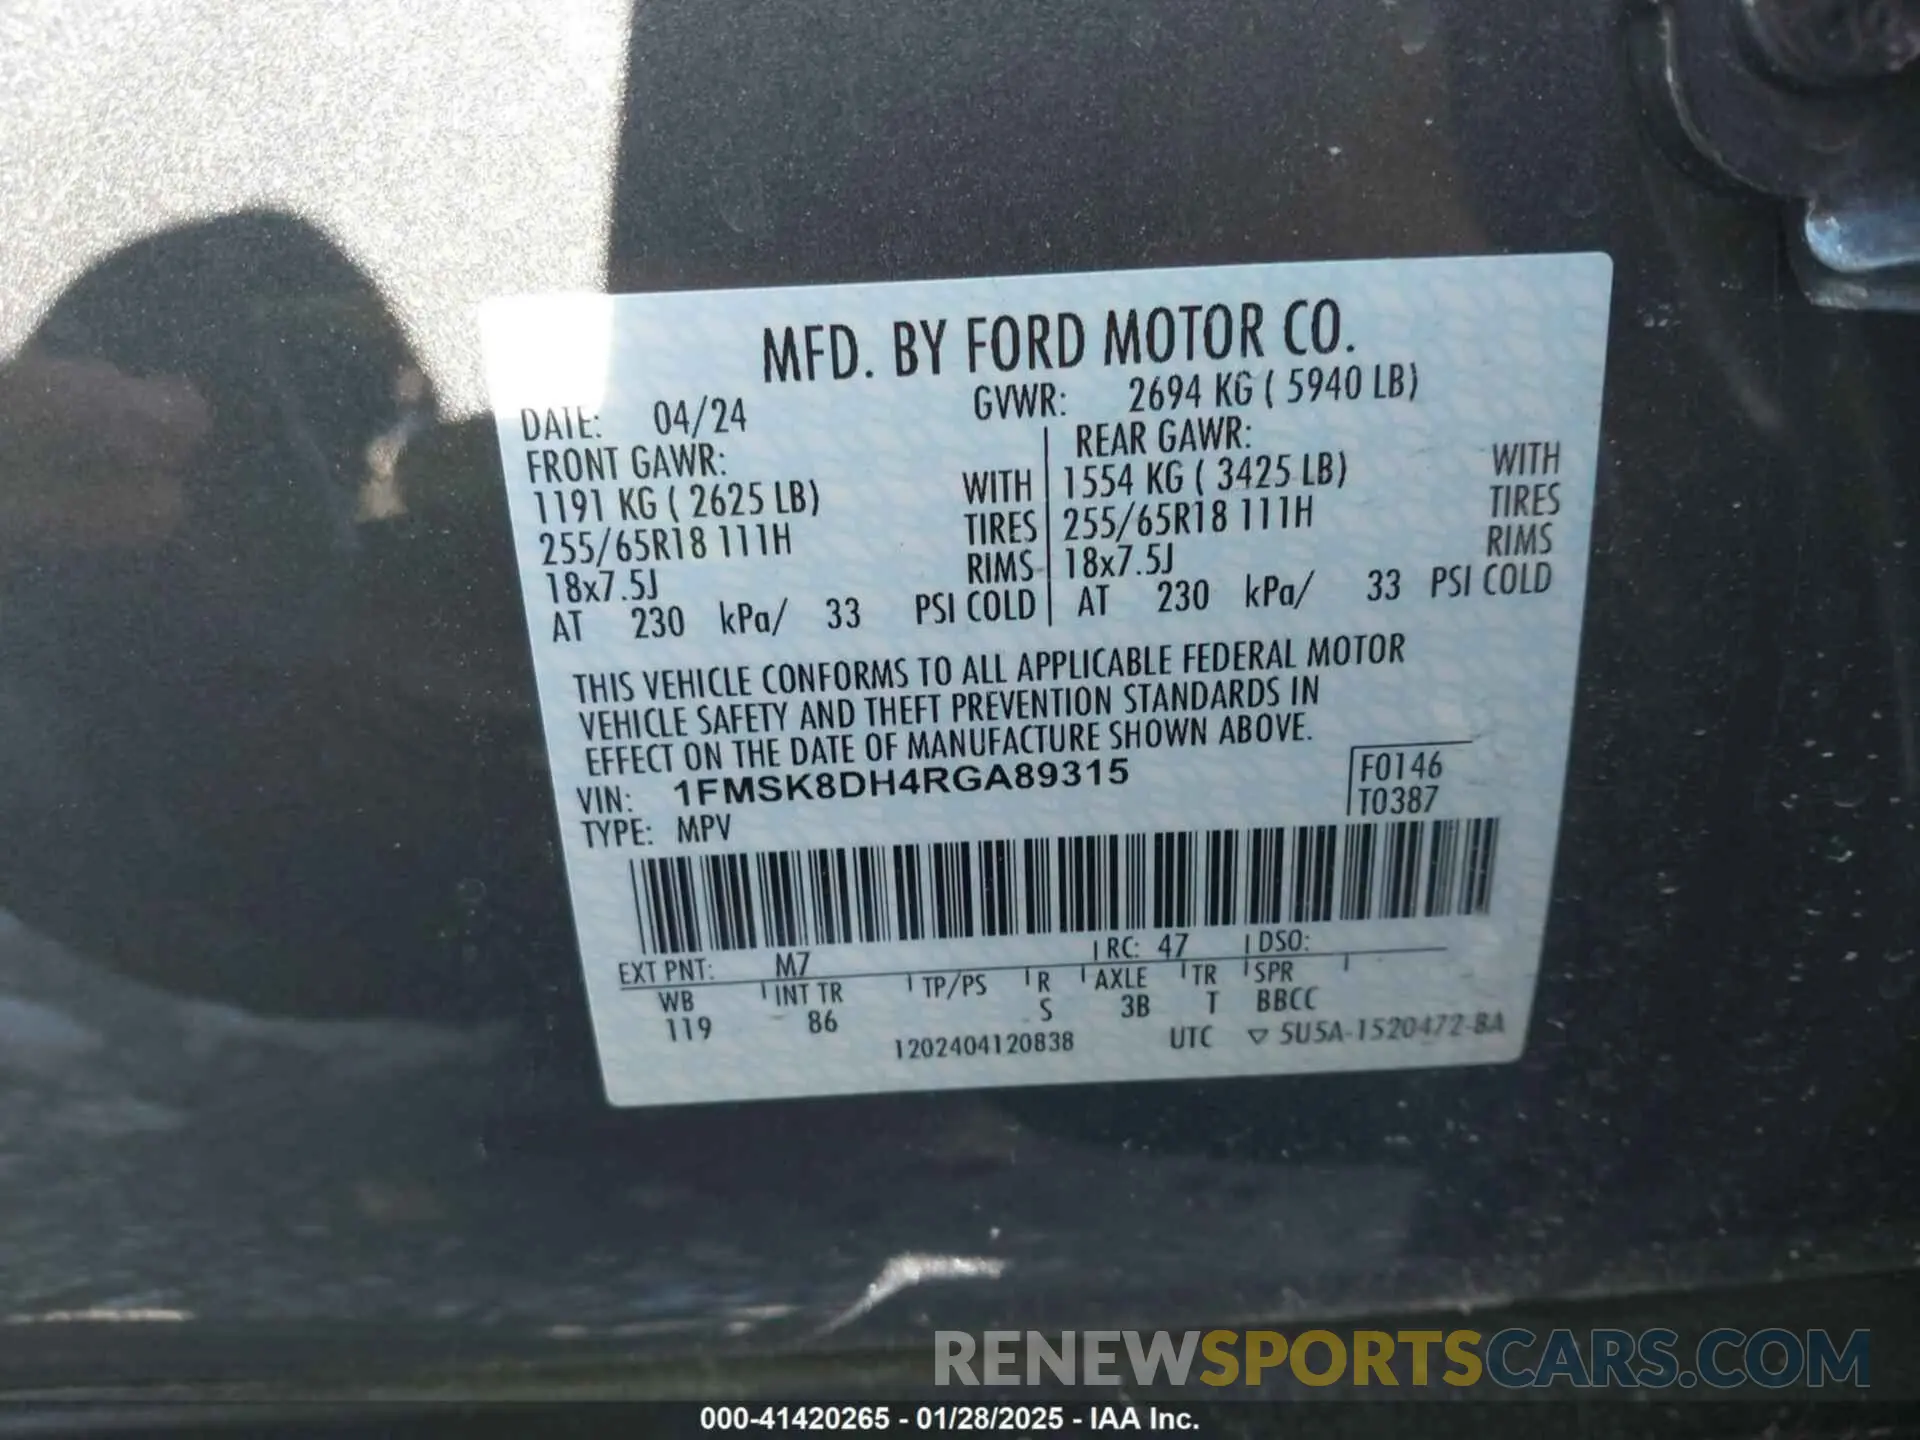 MFD. BY FORD MOTOR CO.
DATE: 04/24 GVWR: 2694 KG ( 5940 LB)
FRONT GAWR: REAR GAWR:
1191 KG ( 2625 LB) WITH 1554 KG ( 3425 LB) WITH
255/65R18 111H TIRES 255/65R18 111H TIRES
18x7.5J RIMS 18x7.5J RIMS
AT 230 kPa/ 33 PSI COLD AT 230 kPa/ 33 PSI COLD
THIS VEHICLE CONFORMS TO ALL APPLICABLE FEDERAL MOTOR
VEHICLE SAFETY AND THEFT PREVENTION STANDARDS IN
EFFECT ON THE DATE OF MANUFACTURE SHOWN ABOVE.
VIN: 1FMSK8DH4RGA89315 F0146
TYPE: MPV T0387
EXT PNT: M7 RC: 47 DSO:
WB INT TR TP/PS R AXLE TR SPR
119 86 S 3B T BBCC
1202404120838 UTC ▽ 5U5A-1520472-BA
RENEWSPORTSCARS.COM
000-41420265 - 01/28/2025 - IAA Inc.